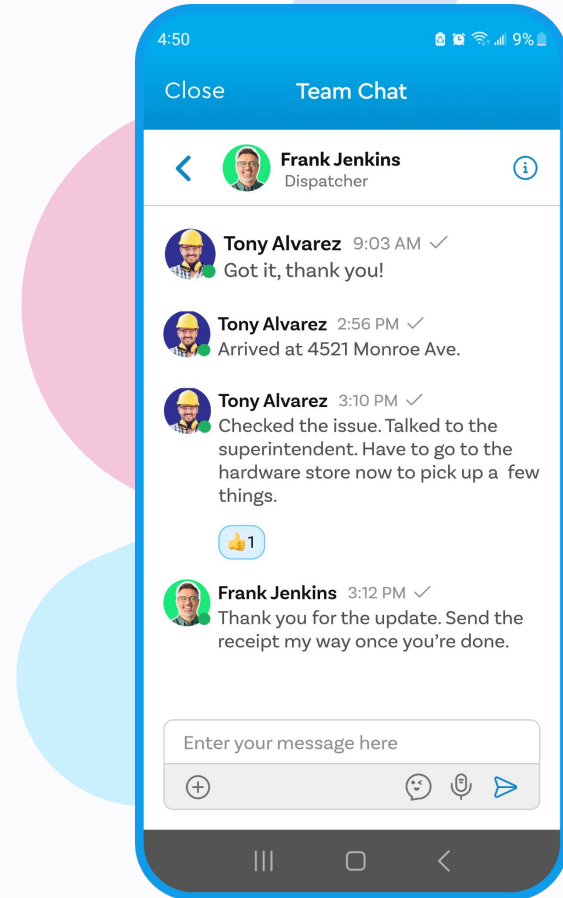 4:50 9%
Close Team Chat
Frank Jenkins
Dispatcher
Tony Alvarez 9:03 AM
Got it, thank you!
Tony Alvarez 2:56 PM
Arrived at 4521 Monroe Ave.
Tony Alvarez 3:10 PM
Checked the issue. Talked to the
superintendent. Have to go to the
hardware store now to pick up a few
things.
👍1
Frank Jenkins 3:12 PM
Thank you for the update. Send the
receipt my way once you’re done.
Enter your message here